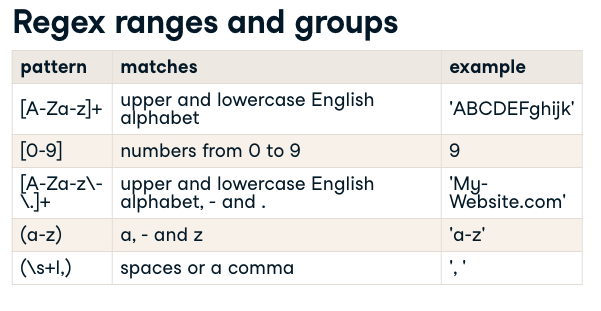 Regex ranges and groups
pattern matches example
[A-Za-z]+ upper and lowercase English alphabet 'ABCDEFghijk'
[0-9] numbers from 0 to 9 9
[A-Za-z\-\.]+ upper and lowercase English alphabet, - and . 'My-Website.com'
(a-z) a, - and z 'a-z'
(\s+l,) spaces or a comma ', '